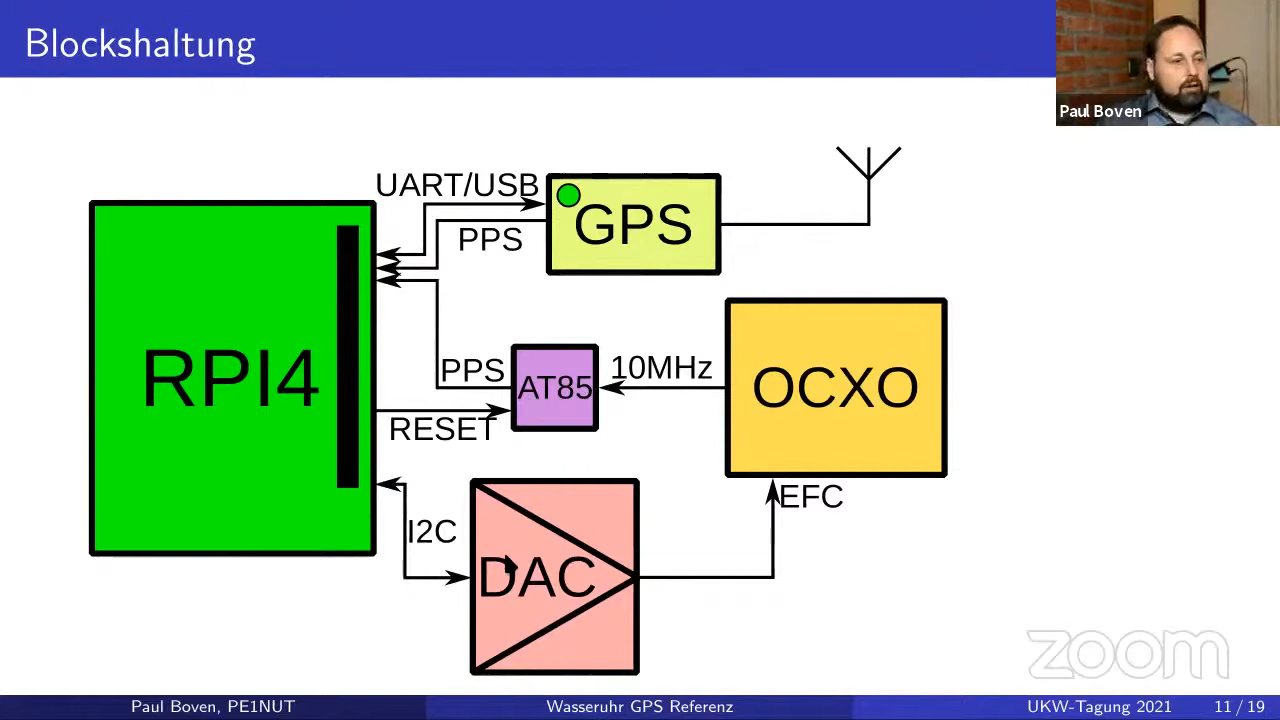 Blockshaltung
Paul Boven
UART/USB
GPS
PPS
RPI4
PPS
AT85
10MHz
OCXO
RESET
EFC
I2C
DAC
zoom
Paul Boven, PE1NUT
Wasseruhr GPS Referenz
UKW-Tagung 2021
11 / 19